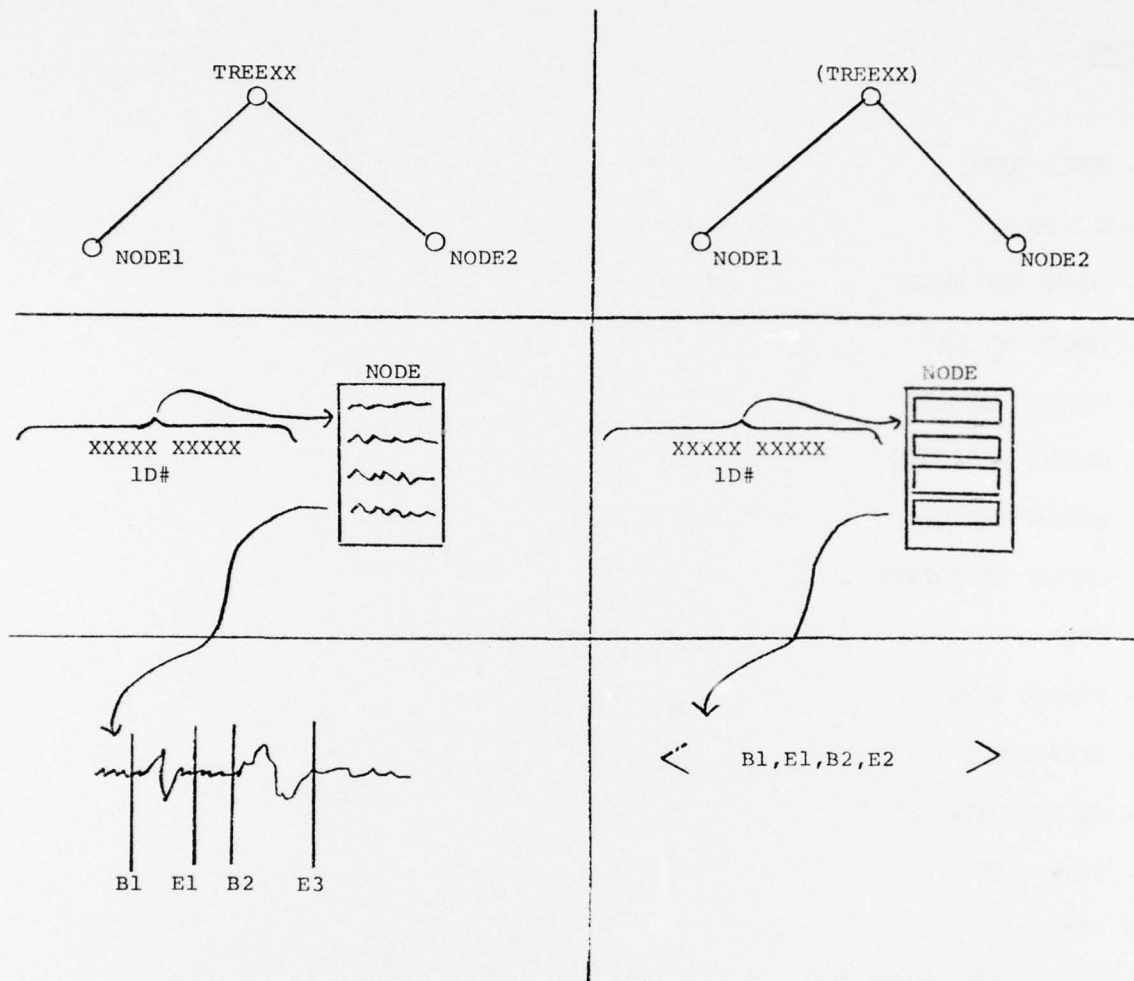 TREEXX
NODE1
NODE2
(TREEXX)
NODE1
NODE2
NODE
XXXXX XXXXX
1D#
NODE
XXXXX XXXXX
1D#
B1 E1 B2 E3
< B1,E1,B2,E2 >